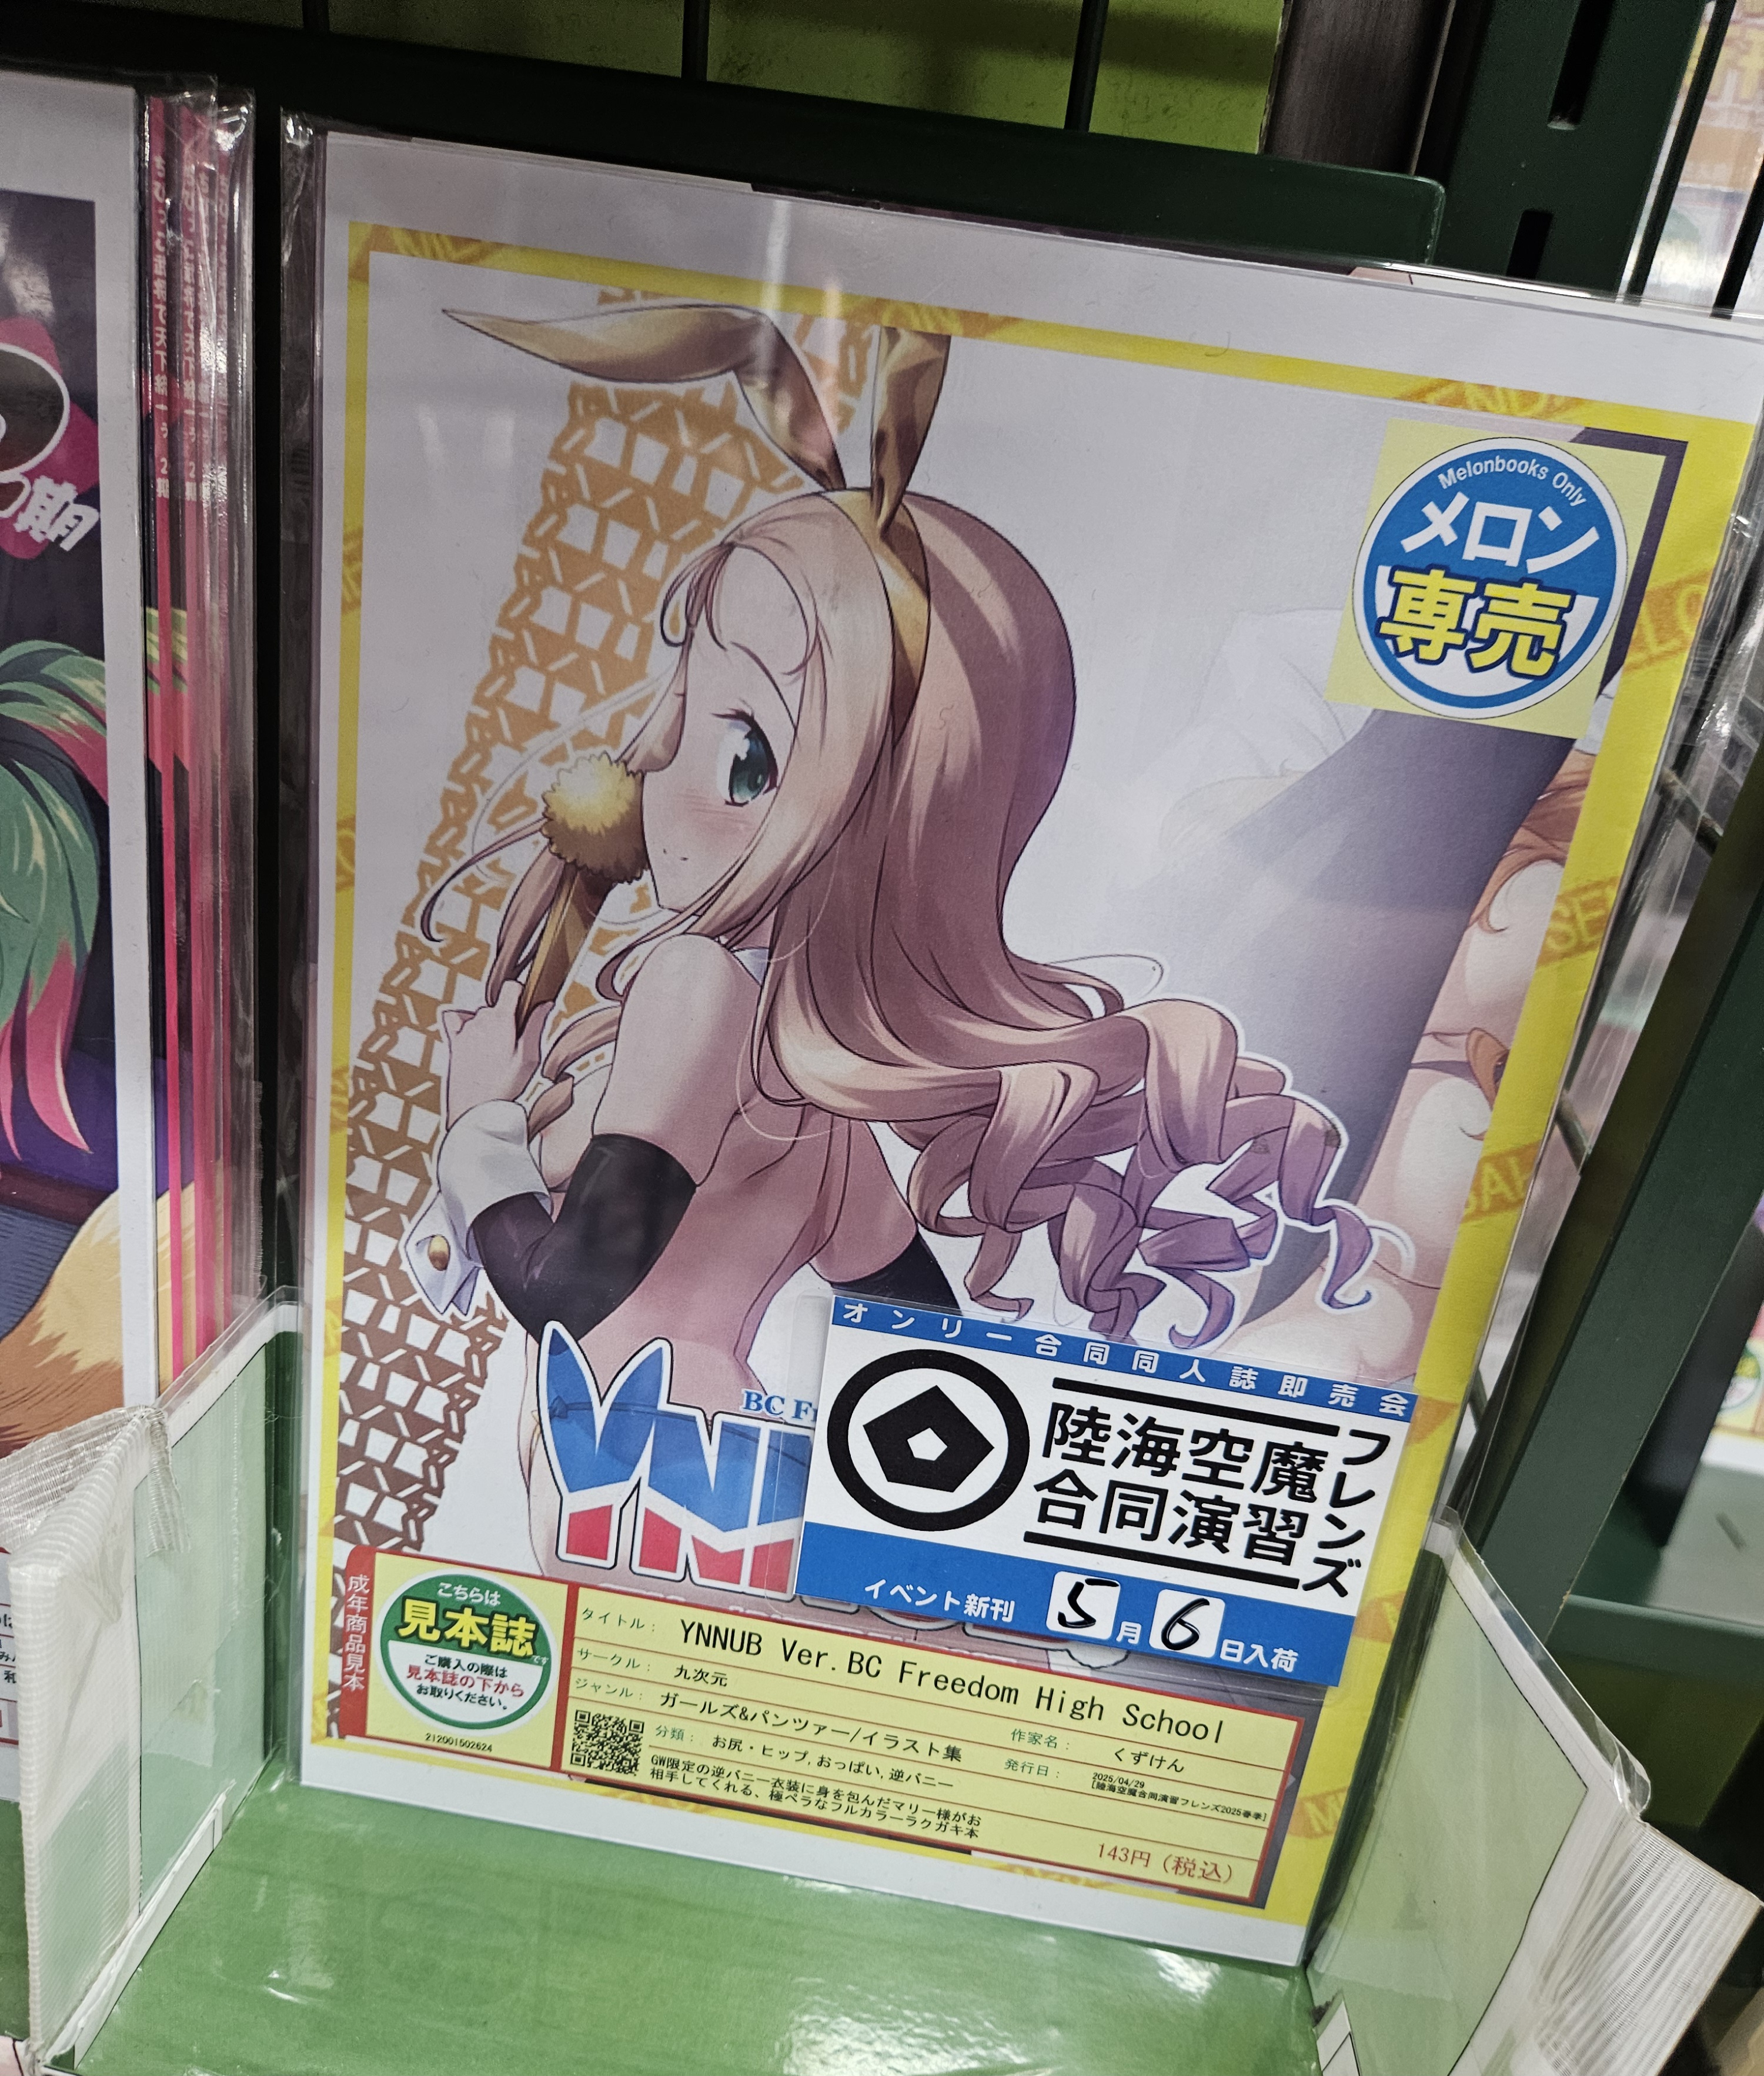 Melonbooks Only
メロン
専売
BC Fr
YNN
オンリー合同同人誌即売会
陸海空魔
合同演習
フレンズ
イベント新刊 5月6日入荷
成年商品見本
こちらは
見本誌です
ご購入の際は
見本誌の下から
お取りください。
212001502624
タイトル: YNNUB Ver.BC Freedom High School
サークル: 九次元
作家名: くずけん
ジャンル: ガールズ&パンツァー/イラスト集
発行日: 2025/04/29
[陸海空魔合同演習フレンズ2025春季]
分類: お尻・ヒップ,おっぱい,逆バニー
GW限定の逆バニー衣装に身を包んだマリー様がお
相手してくれる、極ペラなフルカラーラクガキ本
143円(税込)
期